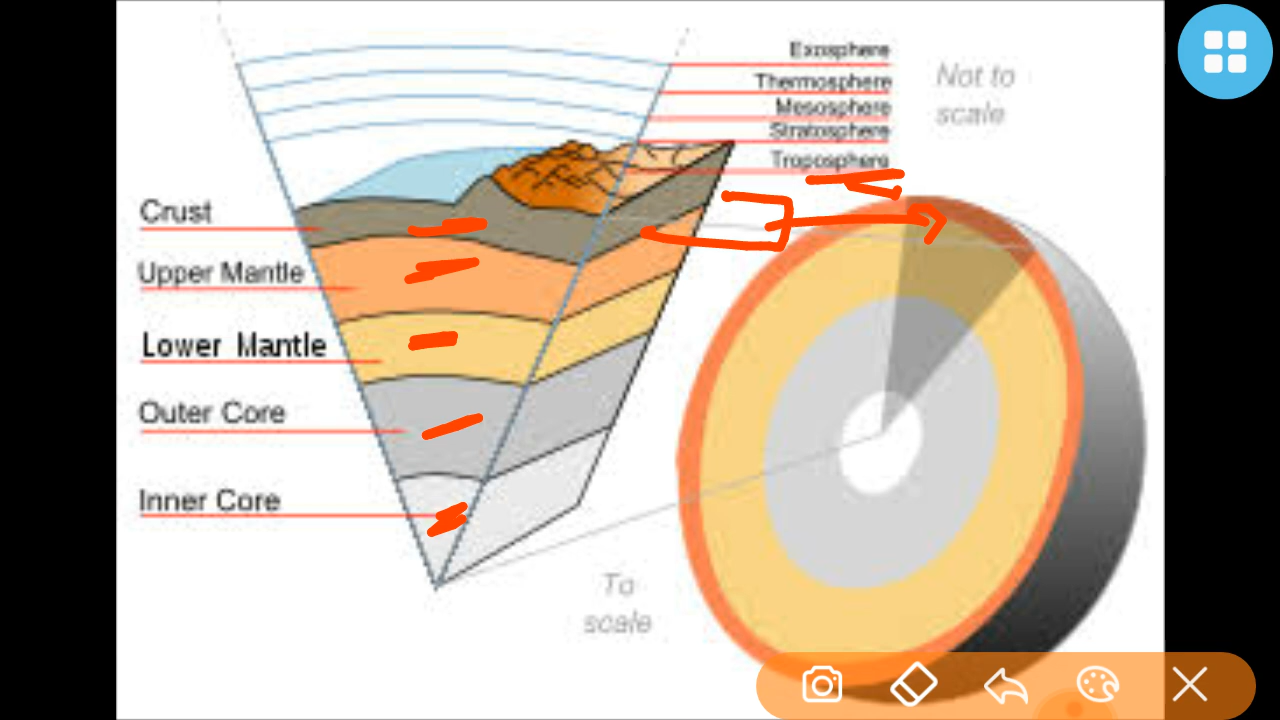 Exosphere
Thermosphere
Mesosphere
Stratosphere
Troposphere
Not to
scale
Crust
Upper Mantle
Lower Mantle
Outer Core
Inner Core
To
scale